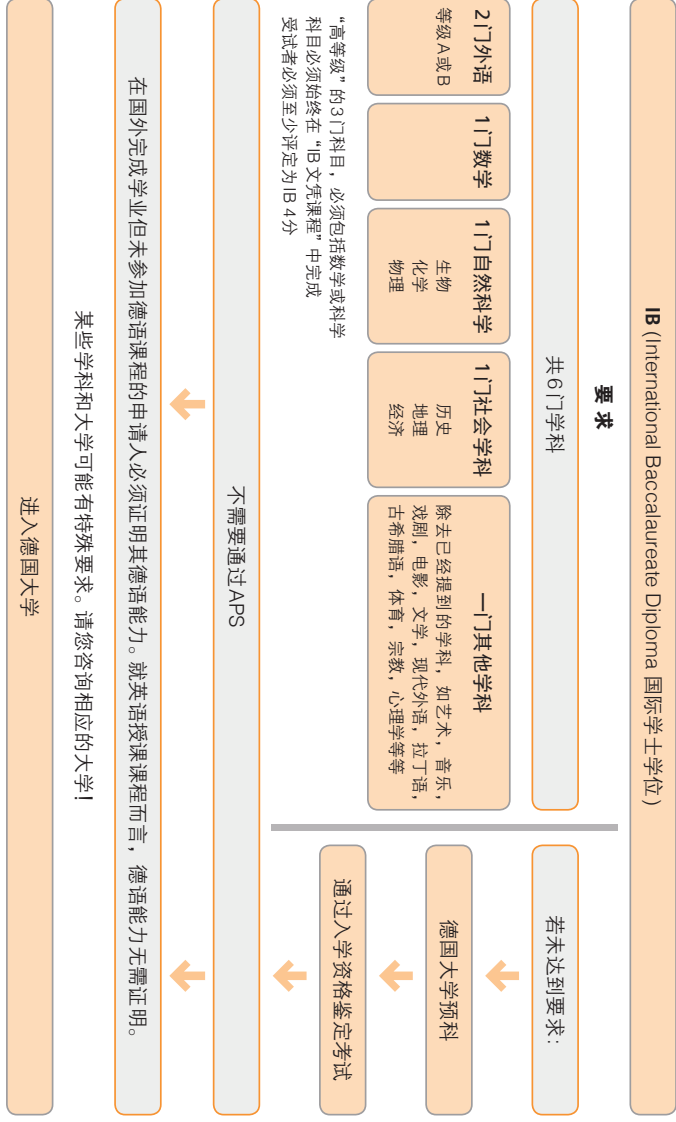 IB (International Baccalaureate Diploma 国际学士学位)
要求
共6门学科
2门外语
等级A或B
1门数学
1门自然科学
生物
化学
物理
1门社会学科
历史
地理
经济
一门其他学科
除去已经提到的学科，如艺术，音乐，
戏剧，电影，文学，现代外语，拉丁语，
古希腊语，体育，宗教，心理学等等
“高等级”的3门科目，必须包括数学或科学
科目必须始终在“IB文凭课程”中完成
受试者必须至少评定为IB 4分
若未达到要求：
德国大学预科
通过入学资格鉴定考试
不需要通过APS
在国外完成学业但未参加德语课程的申请人必须证明其德语能力。就英语授课课程而言，德语能力无需证明。
某些学科和大学可能有特殊要求。请您咨询相应的大学！
进入德国大学